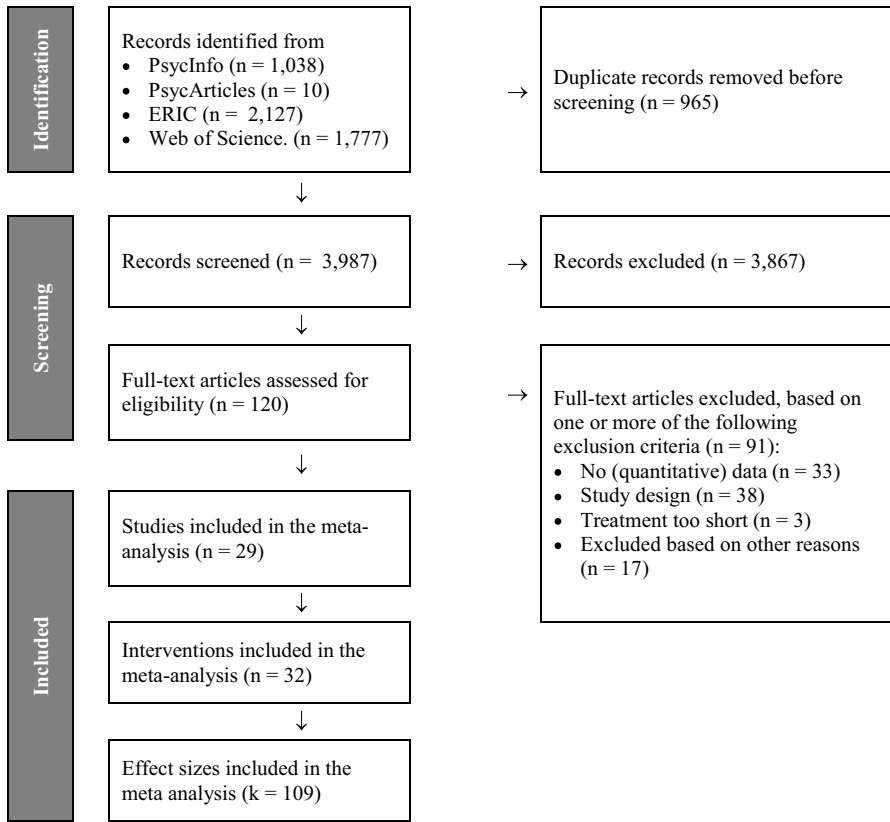 Identification
Records identified from
• PsycInfo (n = 1,038)
• PsycArticles (n = 10)
• ERIC (n = 2,127)
• Web of Science. (n = 1,777)
→
Duplicate records removed before
screening (n = 965)
↓
Screening
Records screened (n = 3,987)
→
Records excluded (n = 3,867)
↓
Full-text articles assessed for
eligibility (n = 120)
→
Full-text articles excluded, based on
one or more of the following
exclusion criteria (n = 91):
• No (quantitative) data (n = 33)
• Study design (n = 38)
• Treatment too short (n = 3)
• Excluded based on other reasons
(n = 17)
↓
Included
Studies included in the meta-
analysis (n = 29)
↓
Interventions included in the
meta-analysis (n = 32)
↓
Effect sizes included in the
meta analysis (k = 109)